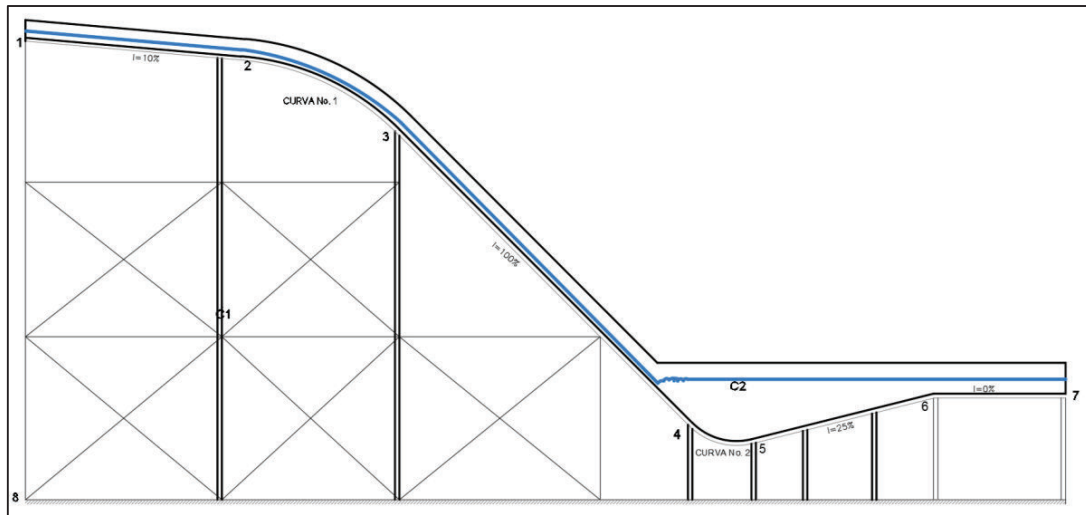 1
I=10%
2
CURVA No. 1
3
I=100%
C1
C2
I=0%
7
6
4
I=25%
5
CURVA No. 2
8